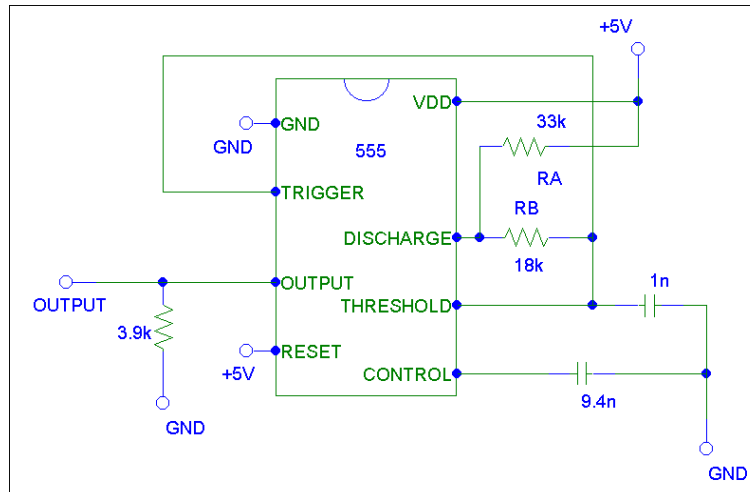 +5V
VDD
GND
GND
555
33k
RA
TRIGGER
RB
DISCHARGE
18k
OUTPUT
OUTPUT
1n
THRESHOLD
3.9k
RESET
+5V
CONTROL
9.4n
GND
GND